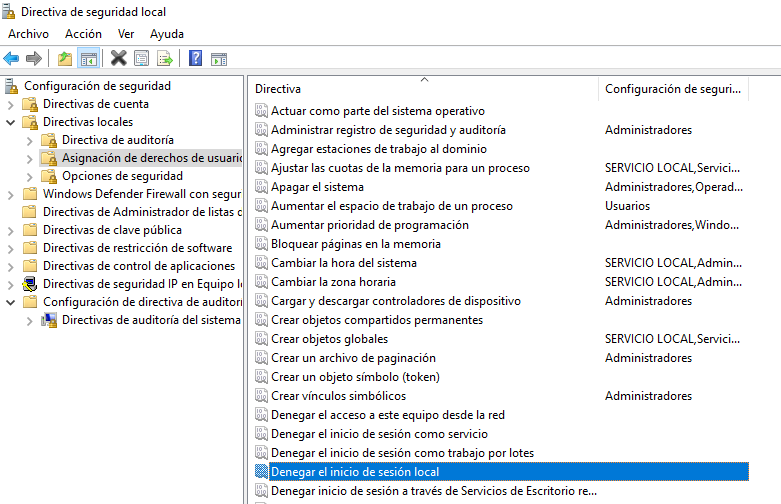 Directiva de seguridad local
Archivo Acción Ver Ayuda
Configuración de seguridad
Directivas de cuenta
Directivas locales
Directiva de auditoría
Asignación de derechos de usuario
Opciones de seguridad
Windows Defender Firewall con segur
Directivas de Administrador de listas d
Directivas de clave pública
Directivas de restricción de software
Directivas de control de aplicaciones
Directivas de seguridad IP en Equipo l
Configuración de directiva de auditor
Directivas de auditoría del sistema
Directiva Configuración de seguri...
Actuar como parte del sistema operativo
Administrar registro de seguridad y auditoría Administradores
Agregar estaciones de trabajo al dominio
Ajustar las cuotas de la memoria para un proceso SERVICIO LOCAL,Servici...
Apagar el sistema Administradores,Operad...
Aumentar el espacio de trabajo de un proceso Usuarios
Aumentar prioridad de programación Administradores,Windo...
Bloquear páginas en la memoria
Cambiar la hora del sistema SERVICIO LOCAL,Admin...
Cambiar la zona horaria SERVICIO LOCAL,Admin...
Cargar y descargar controladores de dispositivo Administradores
Crear objetos compartidos permanentes
Crear objetos globales SERVICIO LOCAL,Servici...
Crear un archivo de paginación Administradores
Crear un objeto símbolo (token)
Crear vínculos simbólicos Administradores
Denegar el acceso a este equipo desde la red
Denegar el inicio de sesión como servicio
Denegar el inicio de sesión como trabajo por lotes
Denegar el inicio de sesión local
Denegar inicio de sesión a través de Servicios de Escritorio re...